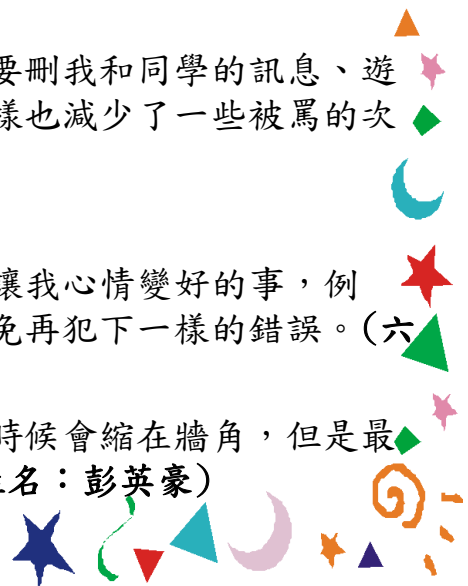 要刪我和同學的訊息、遊
樣也減少了一些被罵的次
讓我心情變好的事，例
免再犯下一樣的錯誤。(六
時候會縮在牆角，但是最
名：彭英豪)